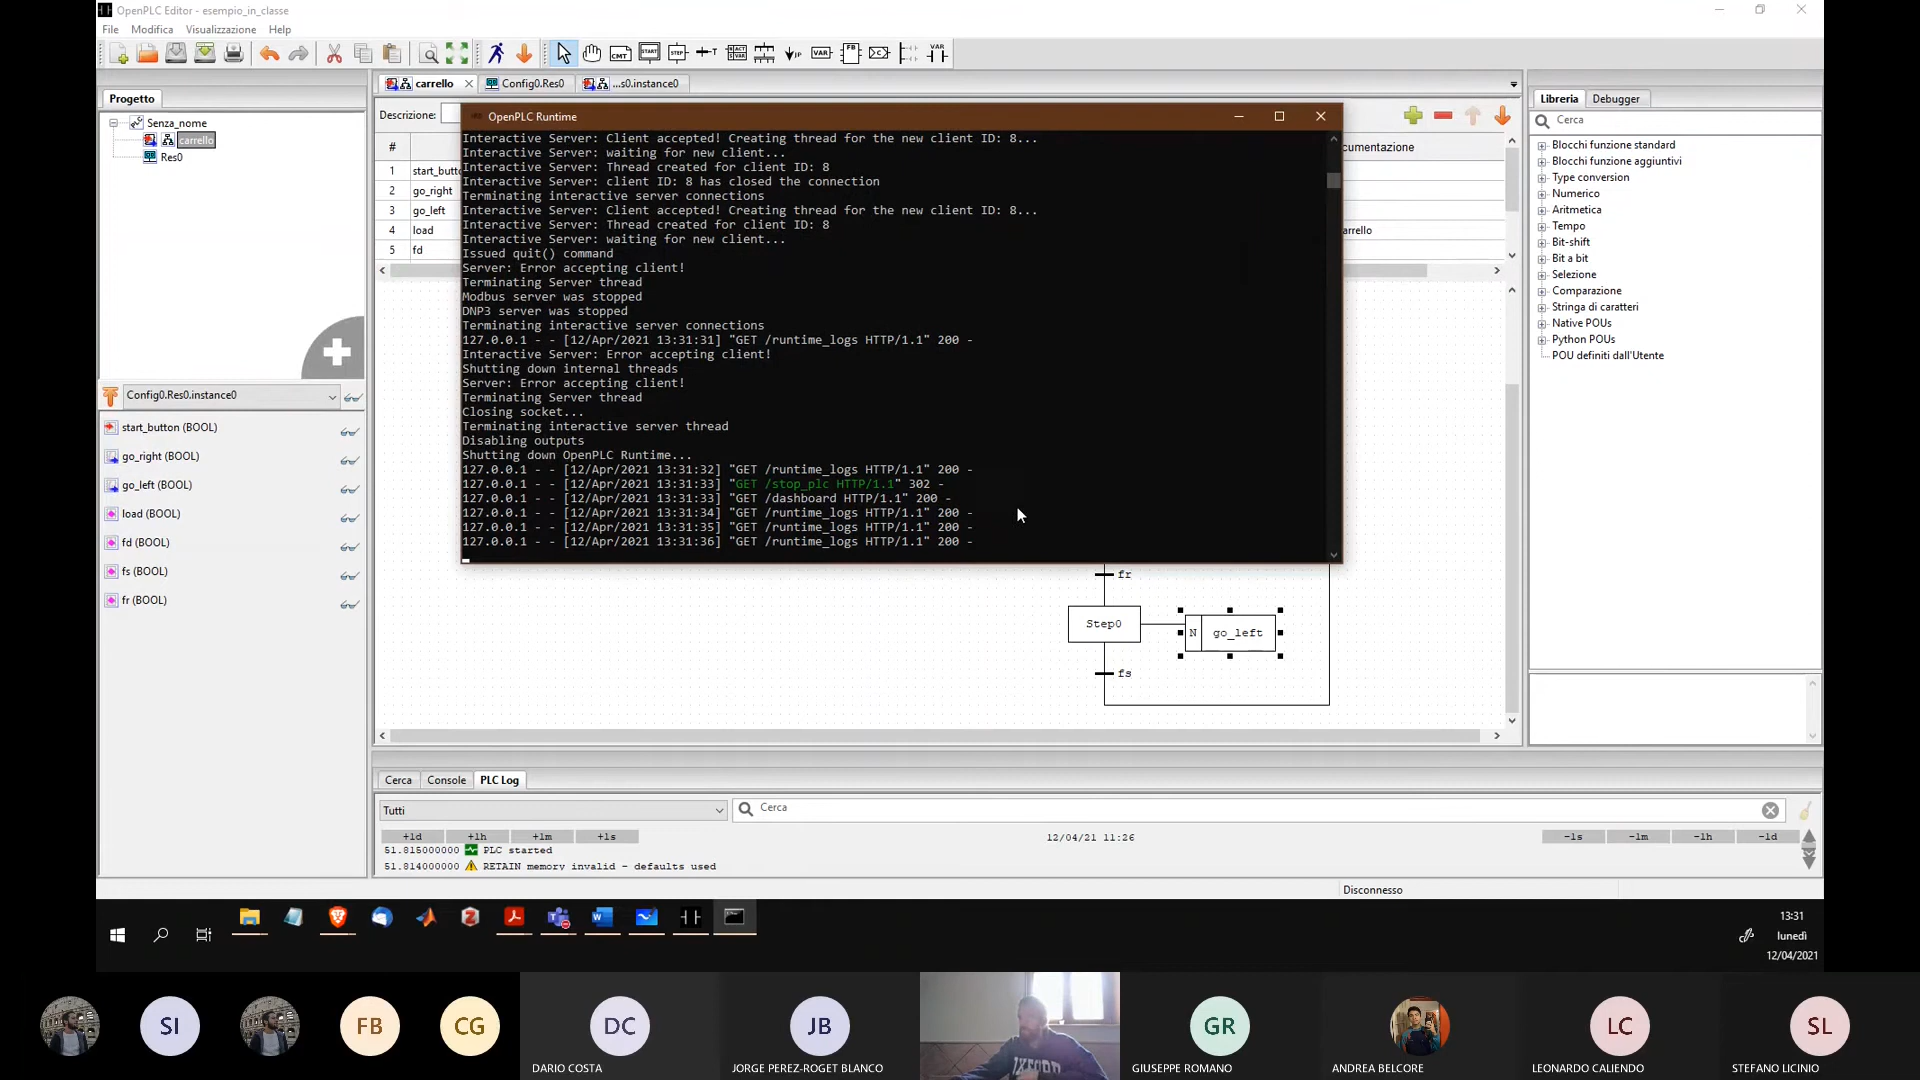 OpenPLC Editor - esempio_in_classe
File Modifica Visualizzazione Help
Progetto
Senza_nome
carrello
Res0
Config0.Res0.instance0
start_button (BOOL)
go_right (BOOL)
go_left (BOOL)
load (BOOL)
fd (BOOL)
fs (BOOL)
fr (BOOL)
carrello
Config0.Res0
...s0.instance0
Descrizione:
#
cumentazione
1 start_butto
2 go_right
3 go_left
4 load
arrello
5 fd
OpenPLC Runtime
Interactive Server: Client accepted! Creating thread for the new client ID: 8...
Interactive Server: waiting for new client...
Interactive Server: Thread created for client ID: 8
Interactive Server: client ID: 8 has closed the connection
Terminating interactive server connections
Interactive Server: Client accepted! Creating thread for the new client ID: 8...
Interactive Server: Thread created for client ID: 8
Interactive Server: waiting for new client...
Issued quit() command
Server: Error accepting client!
Terminating Server thread
Modbus server was stopped
DNP3 server was stopped
Terminating interactive server connections
127.0.0.1 - - [12/Apr/2021 13:31:31] "GET /runtime_logs HTTP/1.1" 200 -
Interactive Server: Error accepting client!
Shutting down internal threads
Server: Error accepting client!
Terminating Server thread
Closing socket...
Terminating interactive server thread
Disabling outputs
Shutting down OpenPLC Runtime...
127.0.0.1 - - [12/Apr/2021 13:31:32] "GET /runtime_logs HTTP/1.1" 200 -
127.0.0.1 - - [12/Apr/2021 13:31:33] "GET /stop_plc HTTP/1.1" 302 -
127.0.0.1 - - [12/Apr/2021 13:31:33] "GET /dashboard HTTP/1.1" 200 -
127.0.0.1 - - [12/Apr/2021 13:31:34] "GET /runtime_logs HTTP/1.1" 200 -
127.0.0.1 - - [12/Apr/2021 13:31:35] "GET /runtime_logs HTTP/1.1" 200 -
127.0.0.1 - - [12/Apr/2021 13:31:36] "GET /runtime_logs HTTP/1.1" 200 -
fr
Step0
N go_left
fs
Libreria Debugger
Cerca
Blocchi funzione standard
Blocchi funzione aggiuntivi
Type conversion
Numerico
Aritmetica
Tempo
Bit-shift
Bit a bit
Selezione
Comparazione
Stringa di caratteri
Native POUs
Python POUs
POU definiti dall'Utente
Cerca Console PLC Log
Tutti
Cerca
+1d +1h +1m +1s
12/04/21 11:26
-1s -1m -1h -1d
51.815000000 PLC started
51.814000000 RETAIN memory invalid - defaults used
Disconnesso
13:31
lunedì
12/04/2021
SI
FB
CG
DC
DARIO COSTA
JB
JORGE PEREZ-ROGET BLANCO
GR
GIUSEPPE ROMANO
ANDREA BELCORE
LC
LEONARDO CALIENDO
SL
STEFANO LICINIO